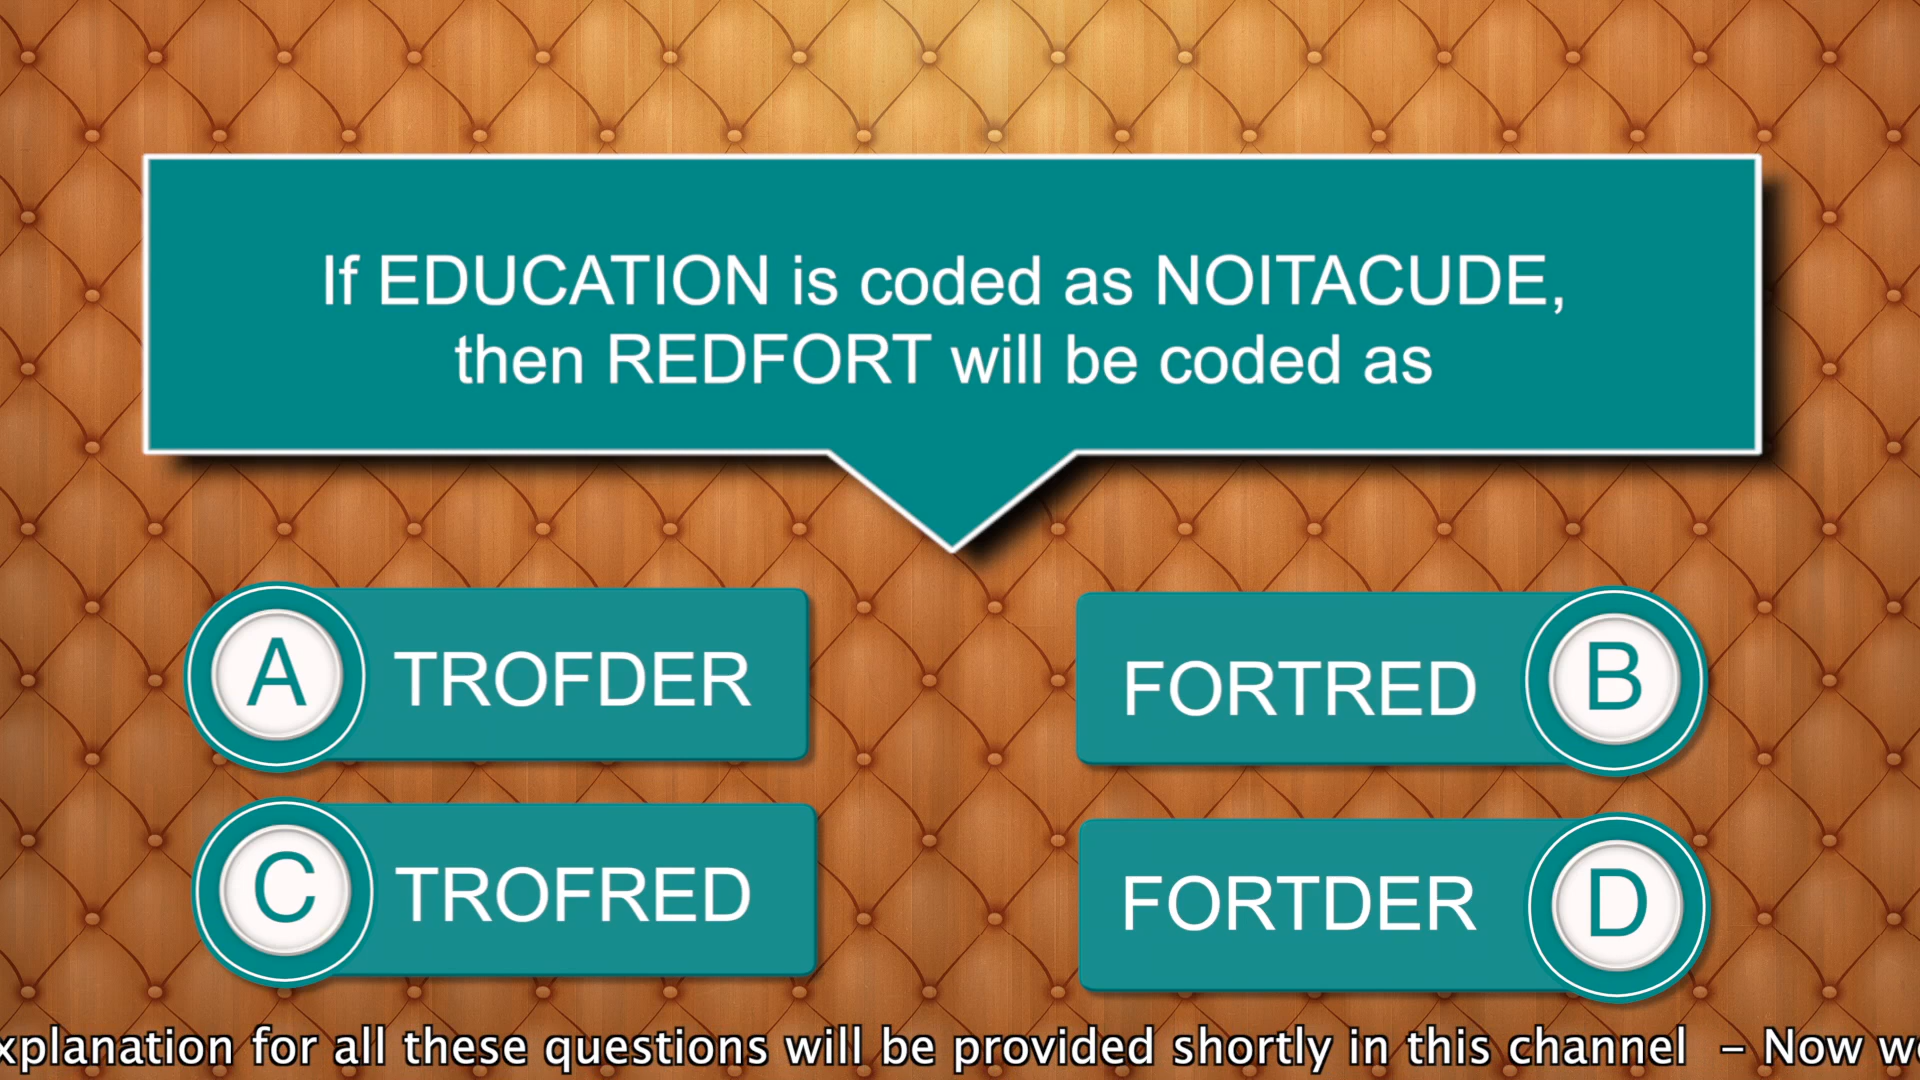 If EDUCATION is coded as NOITACUDE,
then REDFORT will be coded as
A TROFDER
FORTRED B
C TROFRED
FORTDER D
xplanation for all these questions will be provided shortly in this channel – Now we